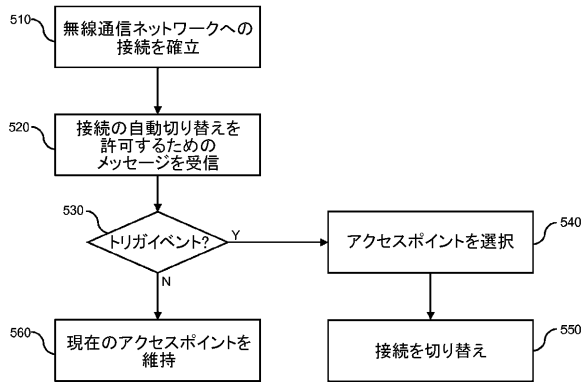 510
無線通信ネットワークへの
接続を確立
520
接続の自動切り替えを
許可するための
メッセージを受信
530
トリガイベント?
Y
N
540
アクセスポイントを選択
560
現在のアクセスポイントを
維持
550
接続を切り替え